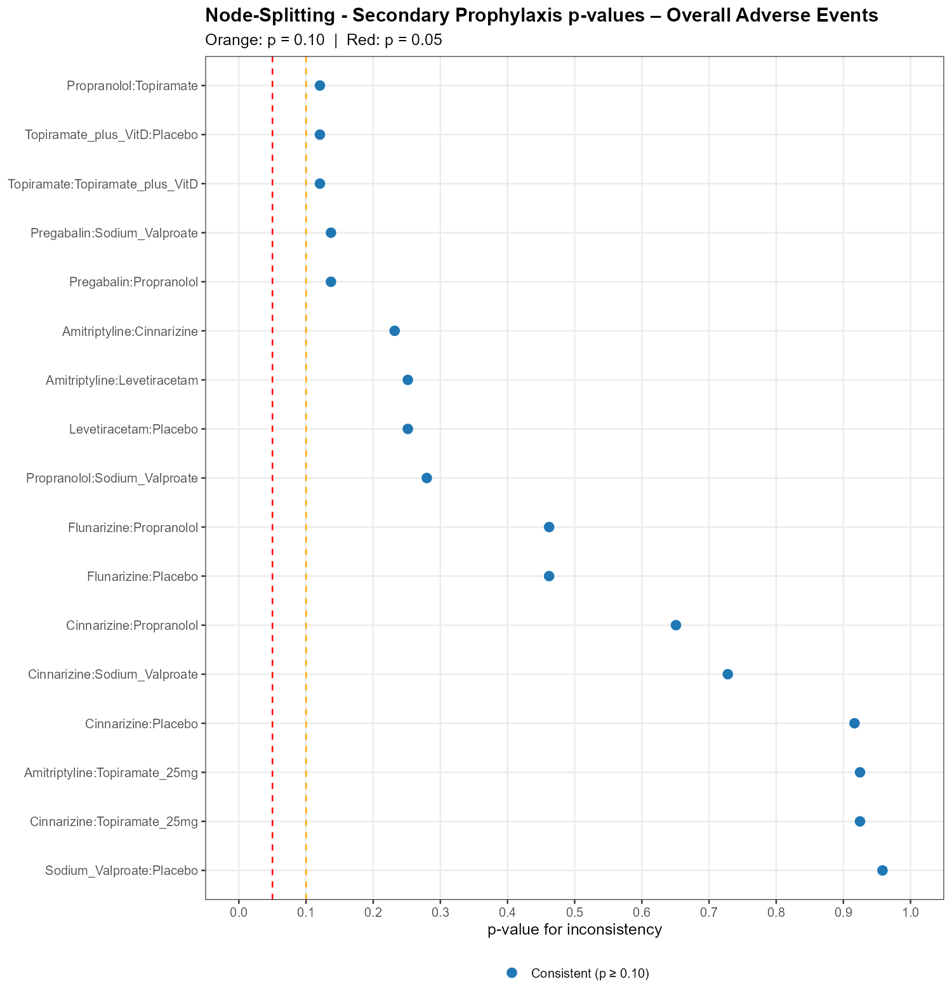 Node-Splitting - Secondary Prophylaxis p-values – Overall Adverse Events
Orange: p = 0.10 | Red: p = 0.05
Propranolol:Topiramate
Topiramate_plus_VitD:Placebo
Topiramate:Topiramate_plus_VitD
Pregabalin:Sodium_Valproate
Pregabalin:Propranolol
Amitriptyline:Cinnarizine
Amitriptyline:Levetiracetam
Levetiracetam:Placebo
Propranolol:Sodium_Valproate
Flunarizine:Propranolol
Flunarizine:Placebo
Cinnarizine:Propranolol
Cinnarizine:Sodium_Valproate
Cinnarizine:Placebo
Amitriptyline:Topiramate_25mg
Cinnarizine:Topiramate_25mg
Sodium_Valproate:Placebo
0.0 0.1 0.2 0.3 0.4 0.5 0.6 0.7 0.8 0.9 1.0
p-value for inconsistency
Consistent (p ≥ 0.10)